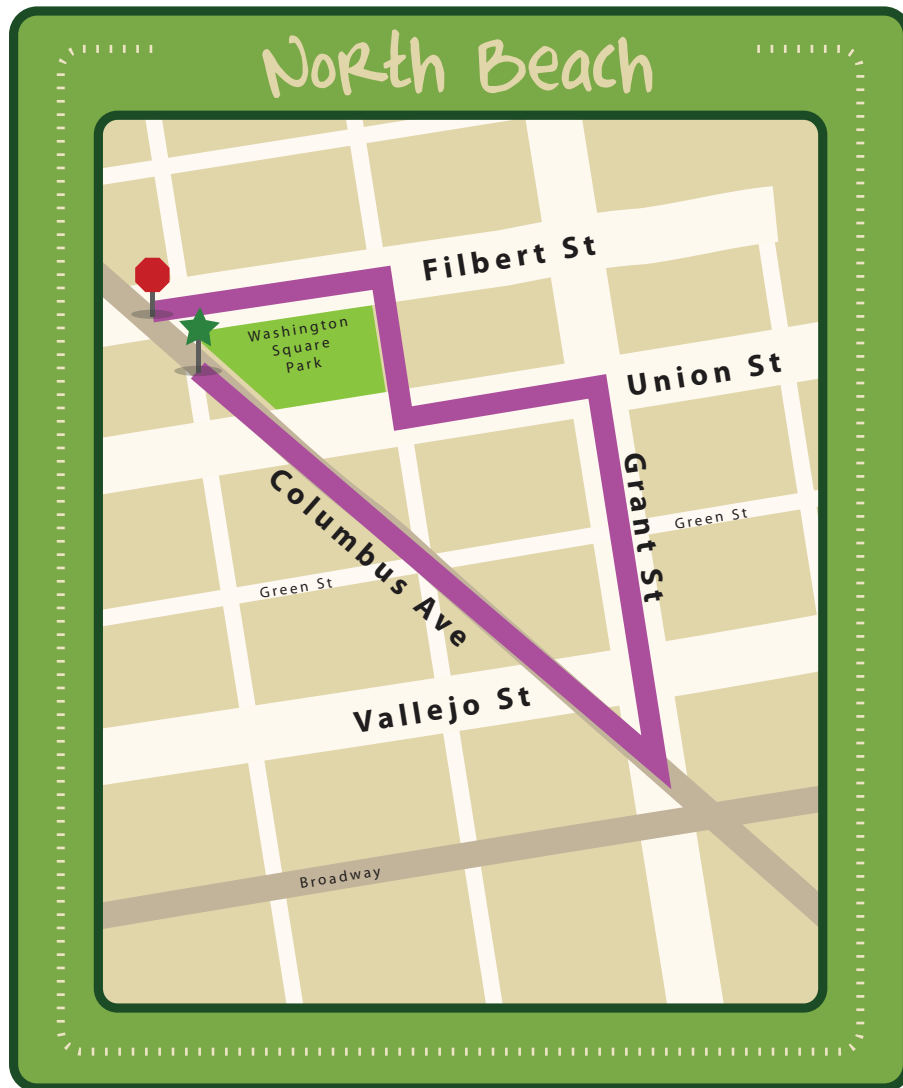 North Beach
Filbert St
Washington
Square
Park
Union St
Grant St
Green St
Columbus Ave
Green St
Vallejo St
Broadway